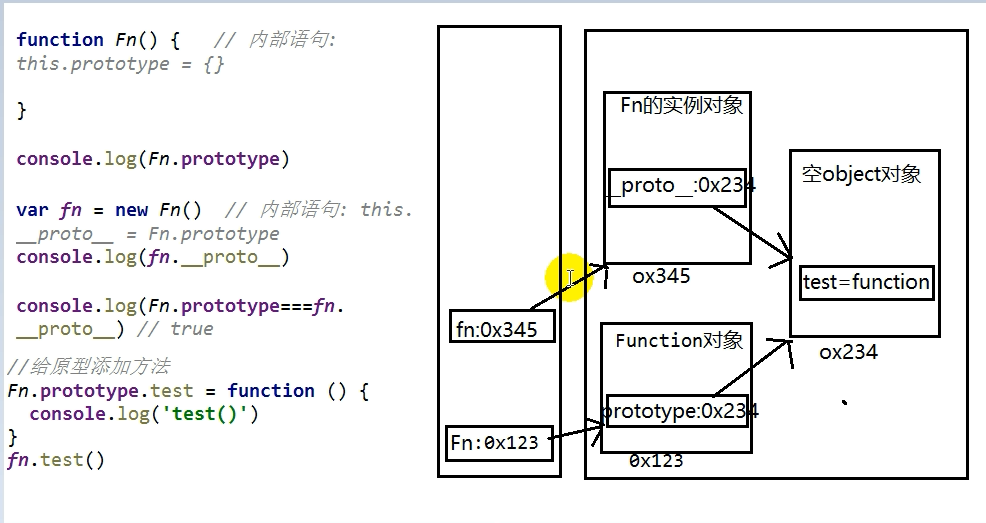 function Fn() {   // 内部语句:
this.prototype = {}
}
console.log(Fn.prototype)
var fn = new Fn()  // 内部语句: this.
__proto__ = Fn.prototype
console.log(fn.__proto__)
console.log(Fn.prototype===fn.
__proto__) // true
//给原型添加方法
Fn.prototype.test = function () {
  console.log('test()')
}
fn.test()
fn:0x345
Fn:0x123
Fn的实例对象
__proto__:0x234
ox345
Function对象
prototype:0x234
0x123
空object对象
test=function
ox234